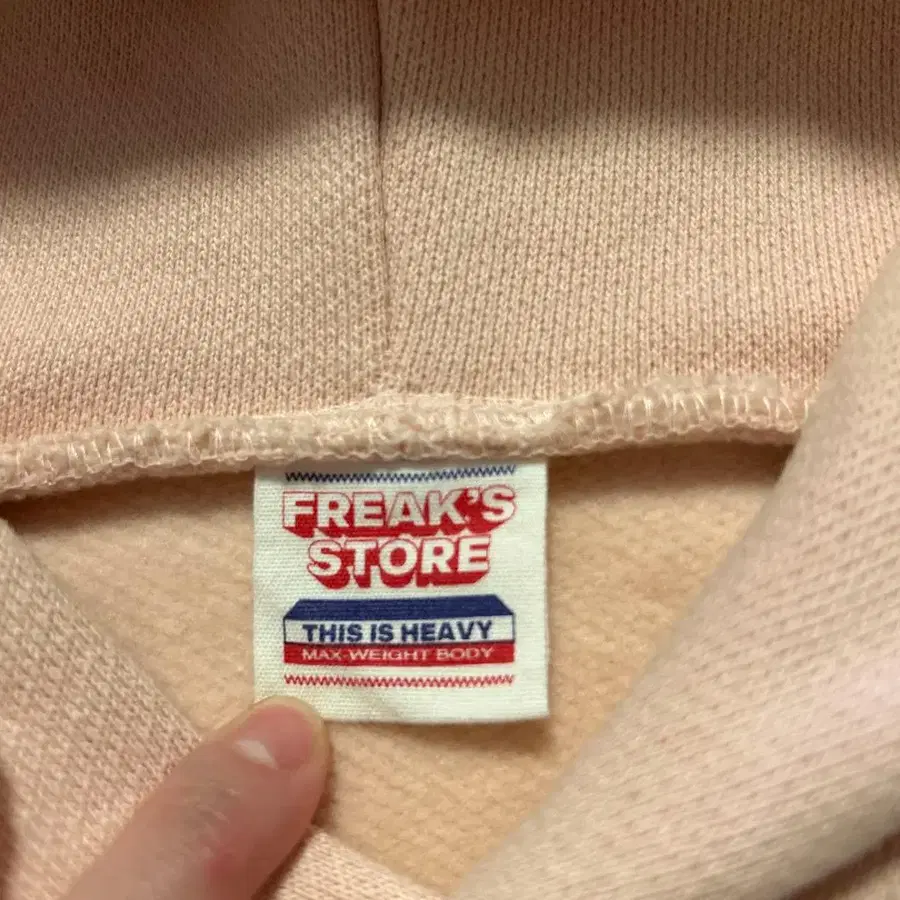 FREAK'S
STORE
THIS IS HEAVY
MAX-WEIGHT BODY